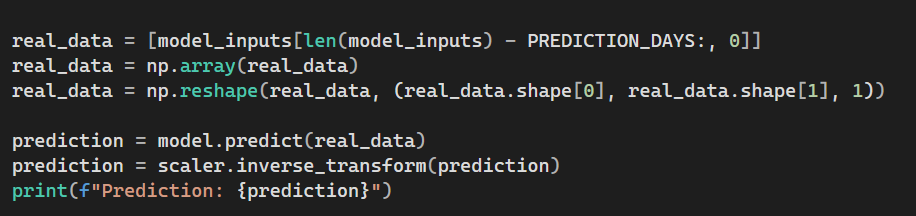 real_data = [model_inputs[len(model_inputs) - PREDICTION_DAYS:, 0]]
real_data = np.array(real_data)
real_data = np.reshape(real_data, (real_data.shape[0], real_data.shape[1], 1))
prediction = model.predict(real_data)
prediction = scaler.inverse_transform(prediction)
print(f"Prediction: {prediction}")